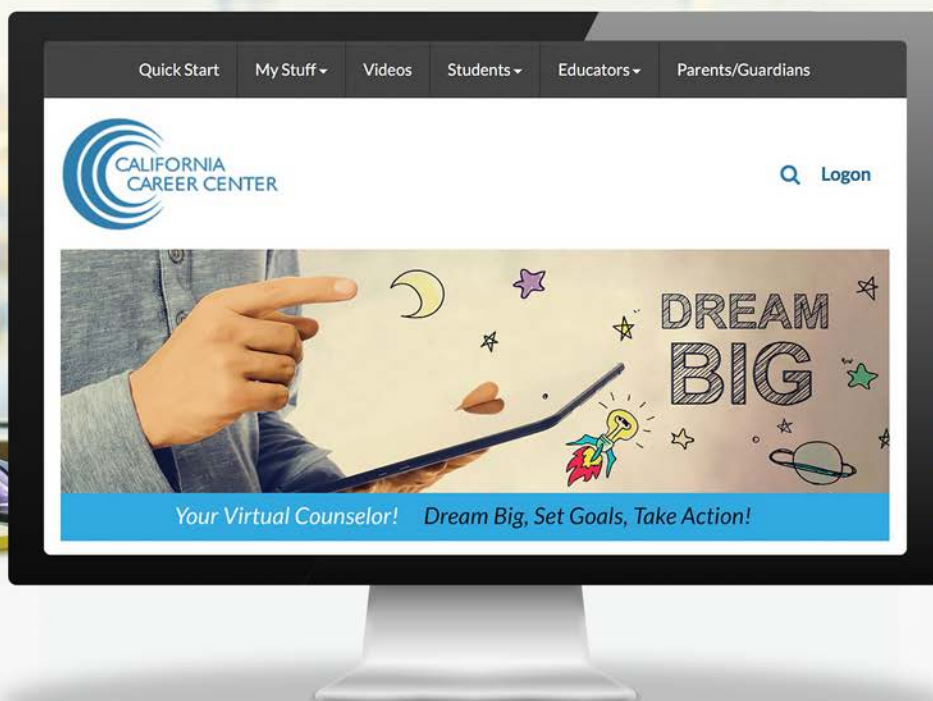 Quick Start My Stuff Videos Students Educators Parents/Guardians
CALIFORNIA
CAREER CENTER
Logon
DREAM
BIG
Your Virtual Counselor! Dream Big, Set Goals, Take Action!